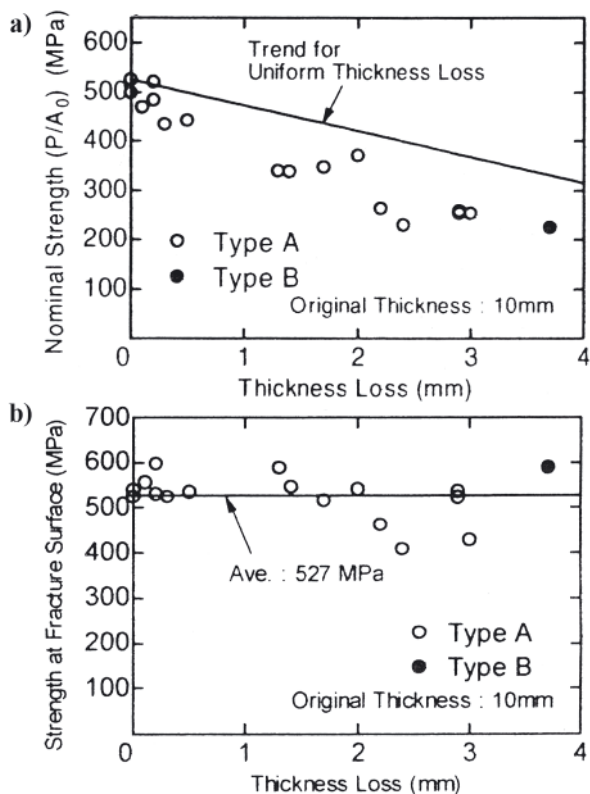 a)
600
500
400
300
200
100
0
1
2
3
4
Nominal Strength (P/A₀) (MPa)
Trend for
Uniform Thickness Loss
Type A
Type B
Original Thickness : 10mm
Thickness Loss (mm)
b)
700
600
500
400
300
200
100
0
1
2
3
4
Strength at Fracture Surface (MPa)
Ave. : 527 MPa
Type A
Type B
Original Thickness : 10mm
Thickness Loss (mm)